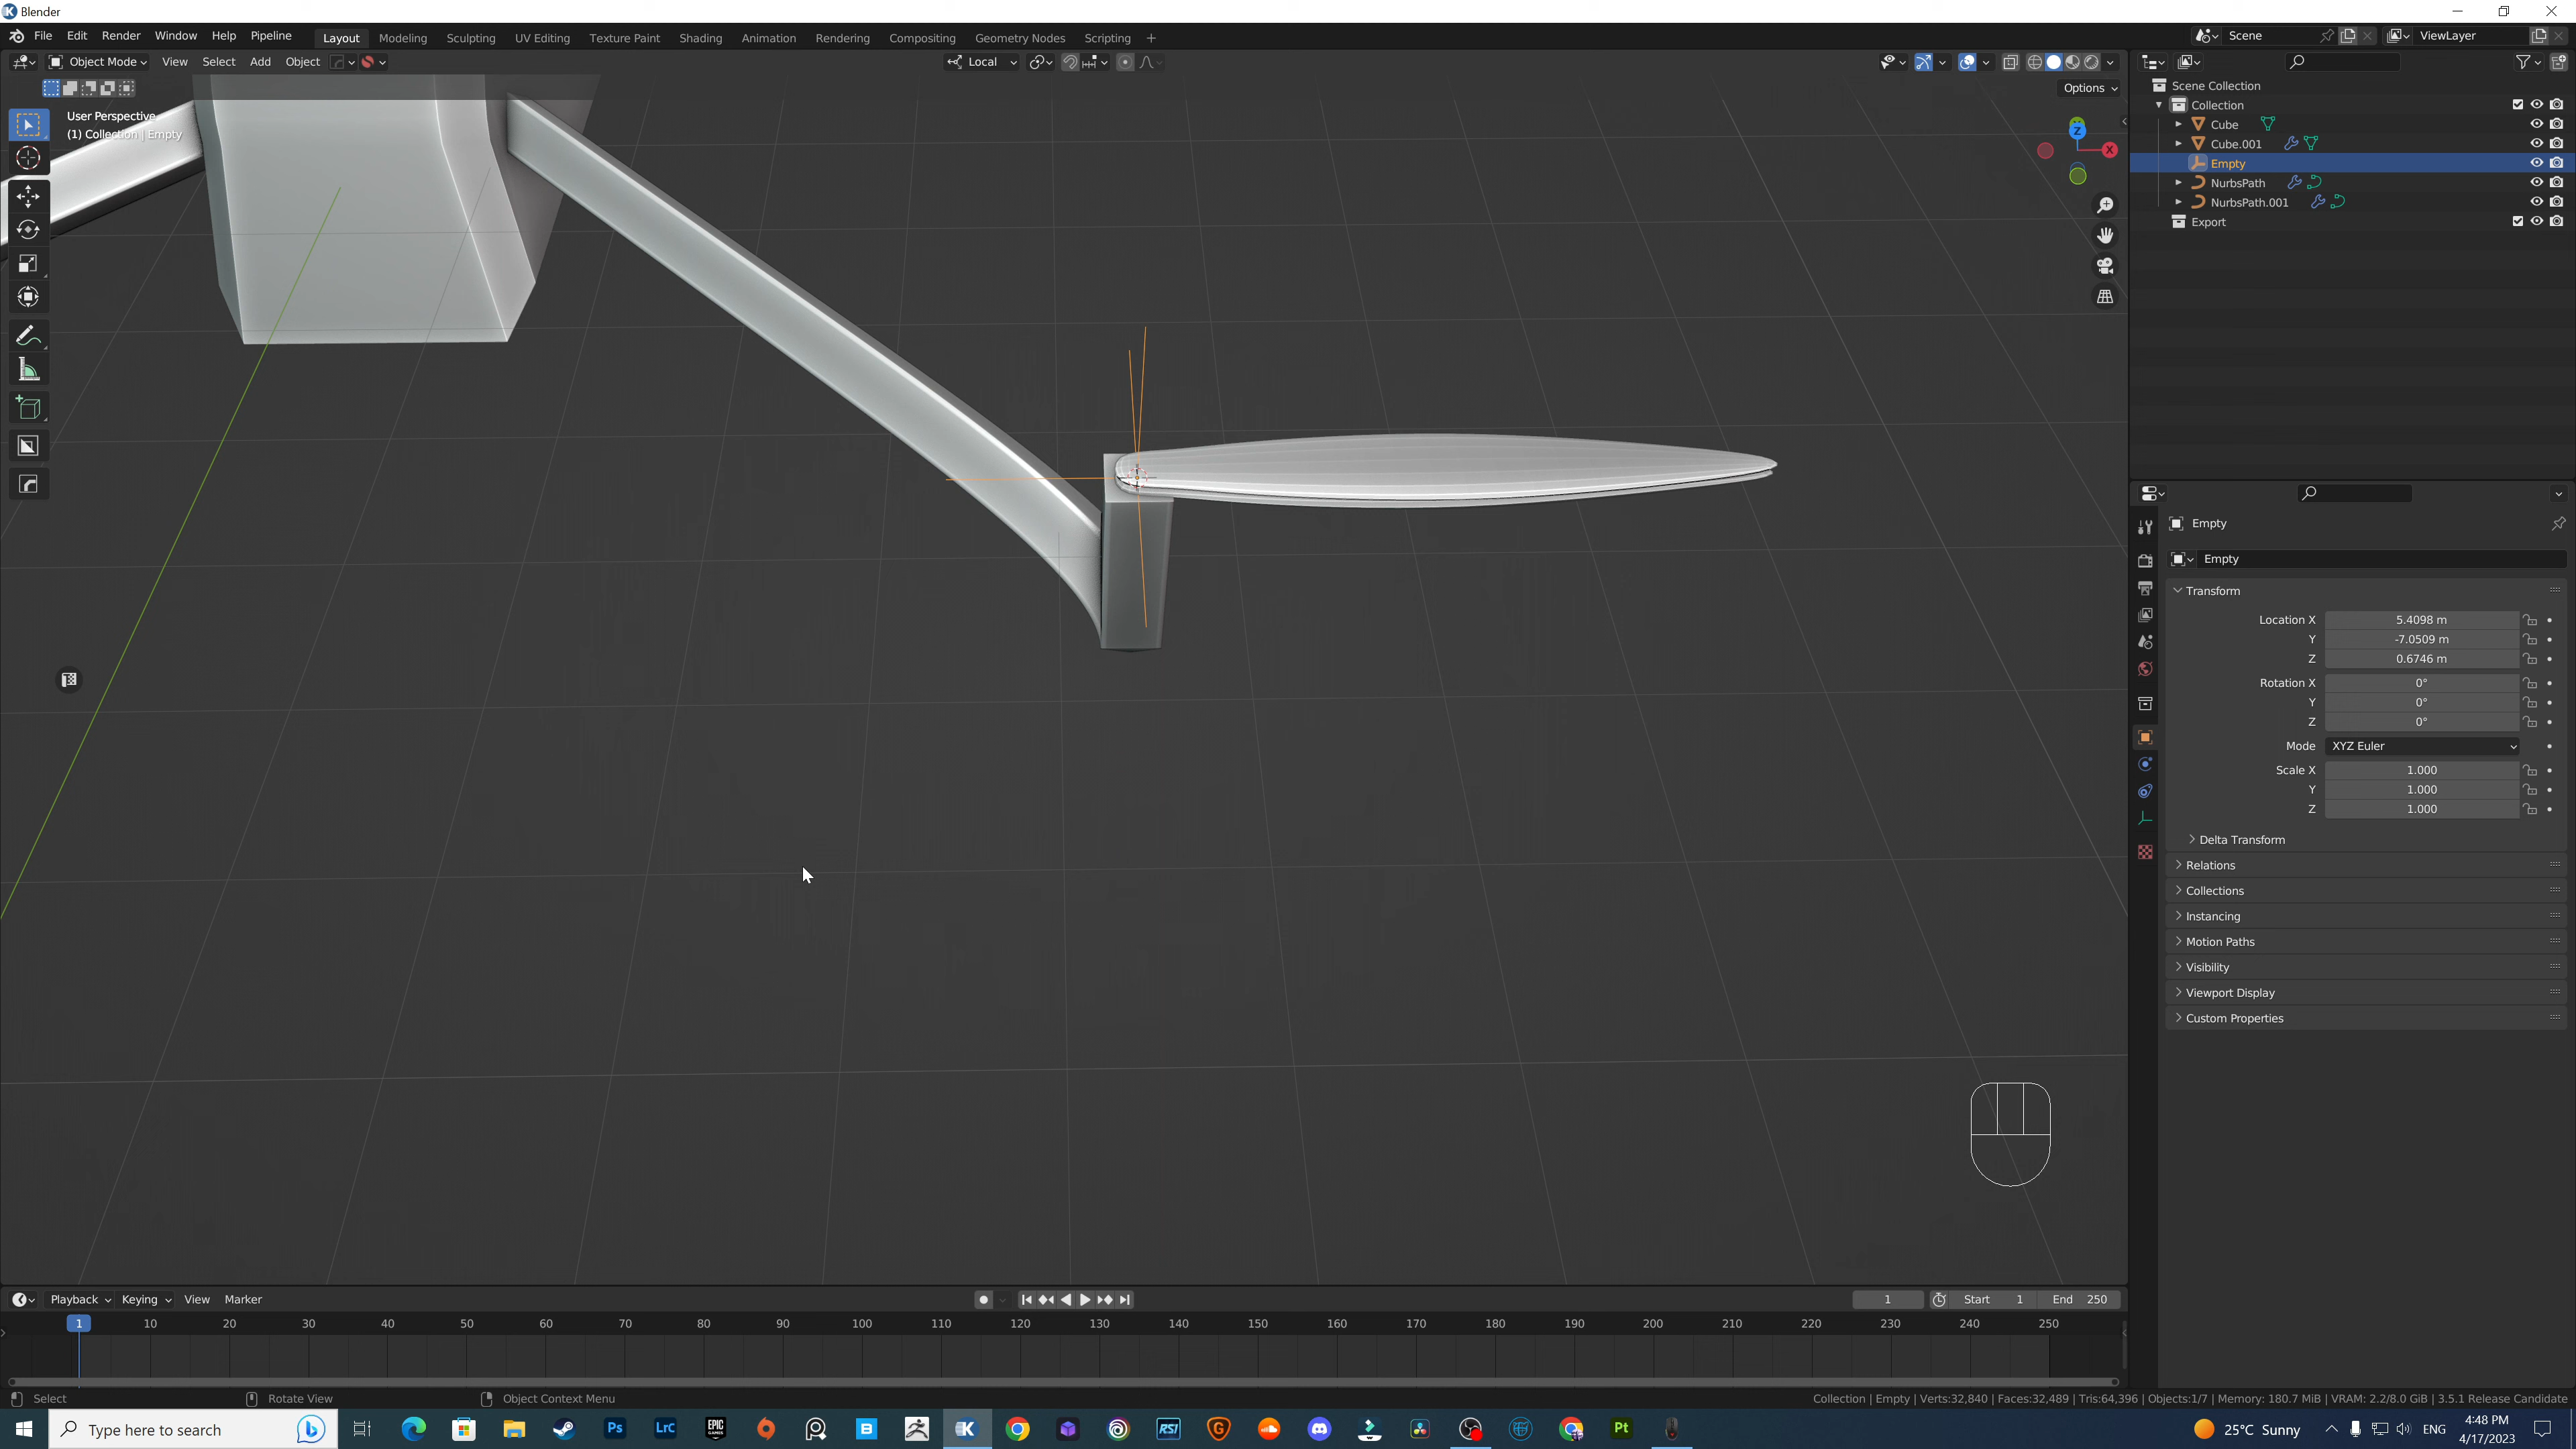 Blender
File Edit Render Window Help Pipeline Layout Modeling Sculpting UV Editing Texture Paint Shading Animation Rendering Compositing Geometry Nodes Scripting + Scene ViewLayer
Object Mode View Select Add Object Local
Options
User Perspective
(1) Collection | Empty
Z
X
Scene Collection
Collection
Cube
Cube.001
Empty
NurbsPath
NurbsPath.001
Export
Empty
Empty
Transform
Location X 5.4098 m
Y -7.0509 m
Z 0.6746 m
Rotation X 0°
Y 0°
Z 0°
Mode XYZ Euler
Scale X 1.000
Y 1.000
Z 1.000
Delta Transform
Relations
Collections
Instancing
Motion Paths
Visibility
Viewport Display
Custom Properties
Playback Keying View Marker 1 Start 1 End 250
1 10 20 30 40 50 60 70 80 90 100 110 120 130 140 150 160 170 180 190 200 210 220 230 240 250
Select Rotate View Object Context Menu Collection | Empty | Verts:32,840 | Faces:32,489 | Tris:64,396 | Objects:1/7 | Memory: 180.7 MiB | VRAM: 2.2/8.0 GiB | 3.5.1 Release Candidate
Type here to search Ps LrC EPIC GAMES B K RSI G Pt 25°C Sunny ENG 4:48 PM
4/17/2023